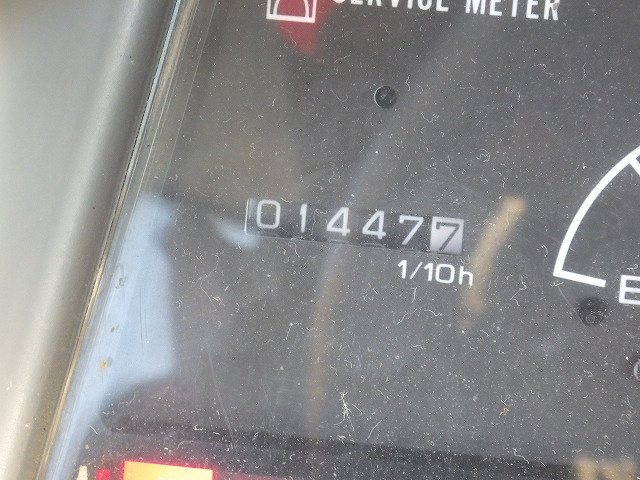 SERVICE METER
014477
1/10h
E